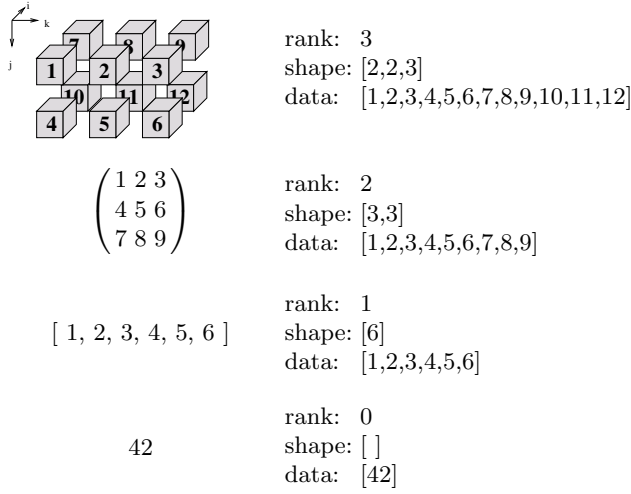 i
k
j
7 8 9
1 2 3
10 11 12
4 5 6
rank: 3
shape: [2,2,3]
data: [1,2,3,4,5,6,7,8,9,10,11,12]
1 2 3
4 5 6
7 8 9
rank: 2
shape: [3,3]
data: [1,2,3,4,5,6,7,8,9]
[ 1, 2, 3, 4, 5, 6 ]
rank: 1
shape: [6]
data: [1,2,3,4,5,6]
42
rank: 0
shape: [ ]
data: [42]